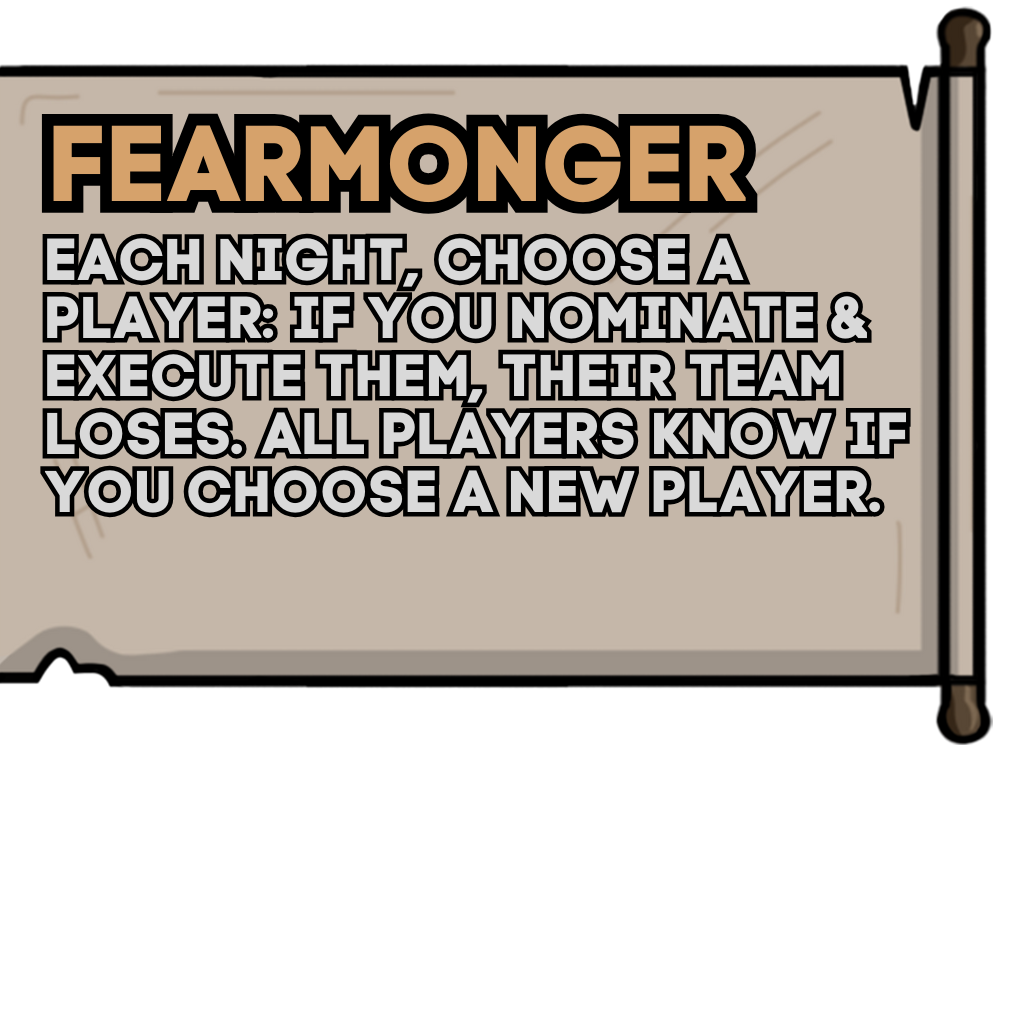 FEARMONGER
EACH NIGHT, CHOOSE A
PLAYER: IF YOU NOMINATE &
EXECUTE THEM, THEIR TEAM
LOSES. ALL PLAYERS KNOW IF
YOU CHOOSE A NEW PLAYER.